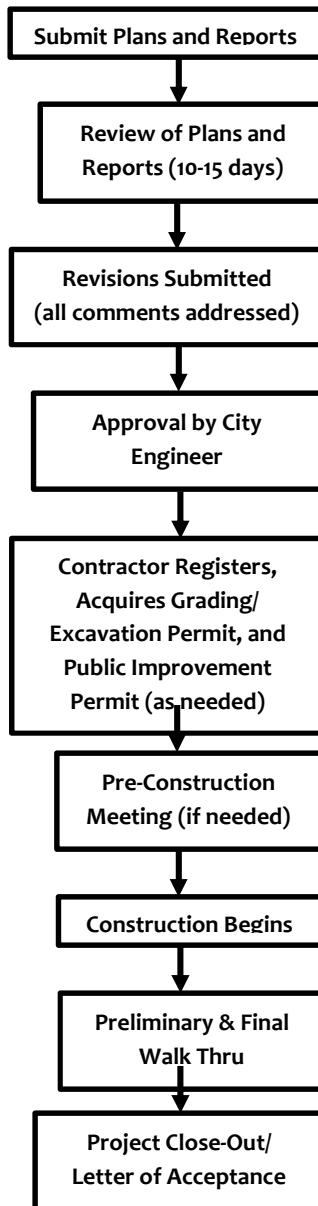 Submit Plans and Reports
Review of Plans and
Reports (10-15 days)
Revisions Submitted
(all comments addressed)
Approval by City
Engineer
Contractor Registers,
Acquires Grading/
Excavation Permit, and
Public Improvement
Permit (as needed)
Pre-Construction
Meeting (if needed)
Construction Begins
Preliminary & Final
Walk Thru
Project Close-Out/
Letter of Acceptance